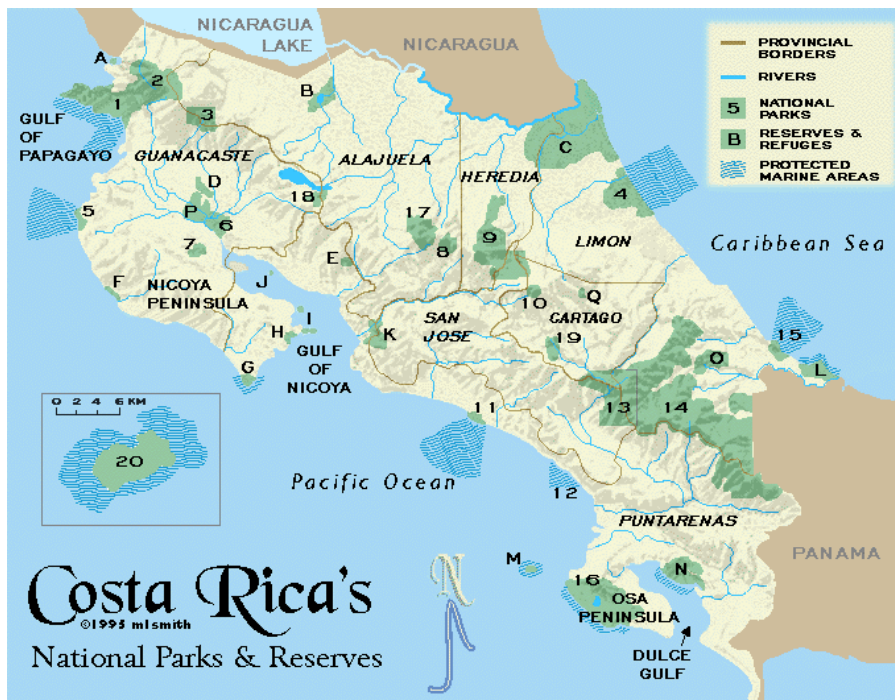 NICARAGUA
LAKE
NICARAGUA
PROVINCIAL
BORDERS
RIVERS
5
NATIONAL
PARKS
B
RESERVES &
REFUGES
PROTECTED
MARINE AREAS
A
2
1
3
B
GULF
OF
PAPAGAYO
GUANACASTE
ALAJUELA
HEREDIA
C
D
18
4
5
P
6
17
8
9
LIMON
Caribbean Sea
7
E
F
NICOYA
PENINSULA
J
10
Q
SAN
JOSE
CARTAGO
I
H
K
19
15
GULF
OF
NICOYA
G
O
L
0 2 4 6 KM
11
13
14
20
Pacific Ocean
12
PUNTARENAS
PANAMA
M
16
N
OSA
PENINSULA
DULCE
GULF
N
Costa Rica's
©1995 mlsmith
National Parks & Reserves